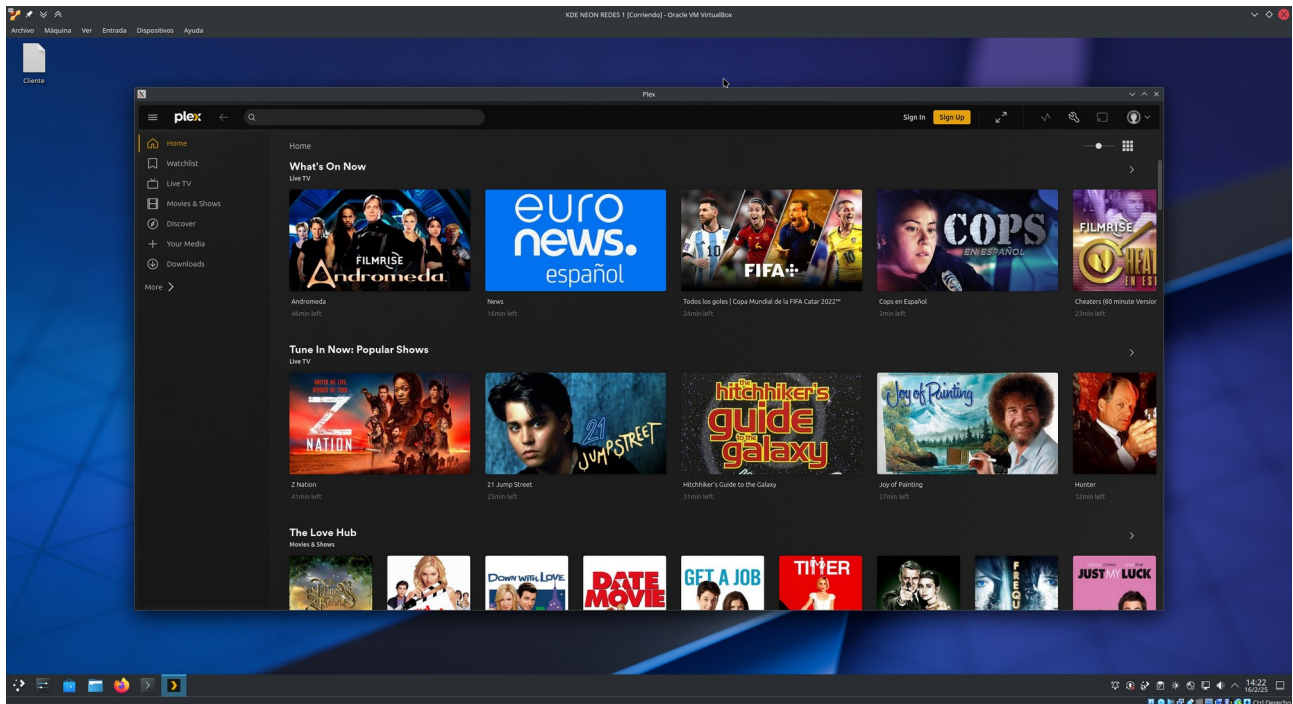 KDE NEON REDES 1 [Corriendo] - Oracle VM VirtualBox
Archivo Máquina Ver Entrada Dispositivos Ayuda
Cliente
Plex
plex
Sign In Sign Up
Home
Watchlist
Live TV
Movies & Shows
Discover
Your Media
Downloads
More
Home
What's On Now
Live TV
FILMRISE
Andromeda
euro
news.
español
FIFA+
COPS
EN ESPAÑOL
FILMRISE
Andromeda News Todos los goles | Copa Mundial de la FIFA Catar 2022™ Cops en Español Cheaters (60 minute Version
46min left 16min left 24min left 2min left 23min left
Tune In Now: Popular Shows
Live TV
Z
NATION
21
JUMP STREET
the
hitchhiker's
guide
to the
galaxy
Joy of Painting
Z Nation 21 Jump Street Hitchhiker's Guide to the Galaxy Joy of Painting Hunter
41min left 25min left 31min left 27min left 12min left
The Love Hub
Movies & Shows
DOWN WITH LOVE
DATE
MOVIE
GET A JOB
TIMER
JUST MY LUCK
14:22
16/2/25
Ctrl Derecho